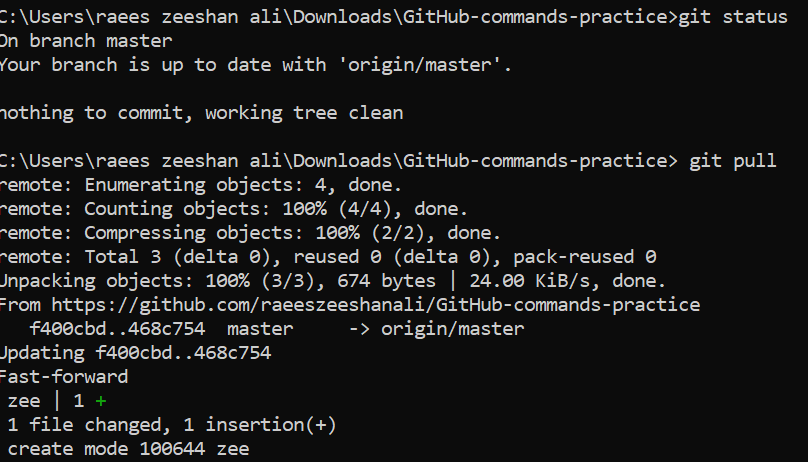 C:\Users\raees zeeshan ali\Downloads\GitHub-commands-practice>git status
On branch master
Your branch is up to date with 'origin/master'.
nothing to commit, working tree clean
C:\Users\raees zeeshan ali\Downloads\GitHub-commands-practice> git pull
remote: Enumerating objects: 4, done.
remote: Counting objects: 100% (4/4), done.
remote: Compressing objects: 100% (2/2), done.
remote: Total 3 (delta 0), reused 0 (delta 0), pack-reused 0
Unpacking objects: 100% (3/3), 674 bytes | 24.00 KiB/s, done.
From https://github.com/raeeszeeshanali/GitHub-commands-practice
   f400cbd..468c754  master     -> origin/master
Updating f400cbd..468c754
Fast-forward
 zee | 1 +
 1 file changed, 1 insertion(+)
 create mode 100644 zee